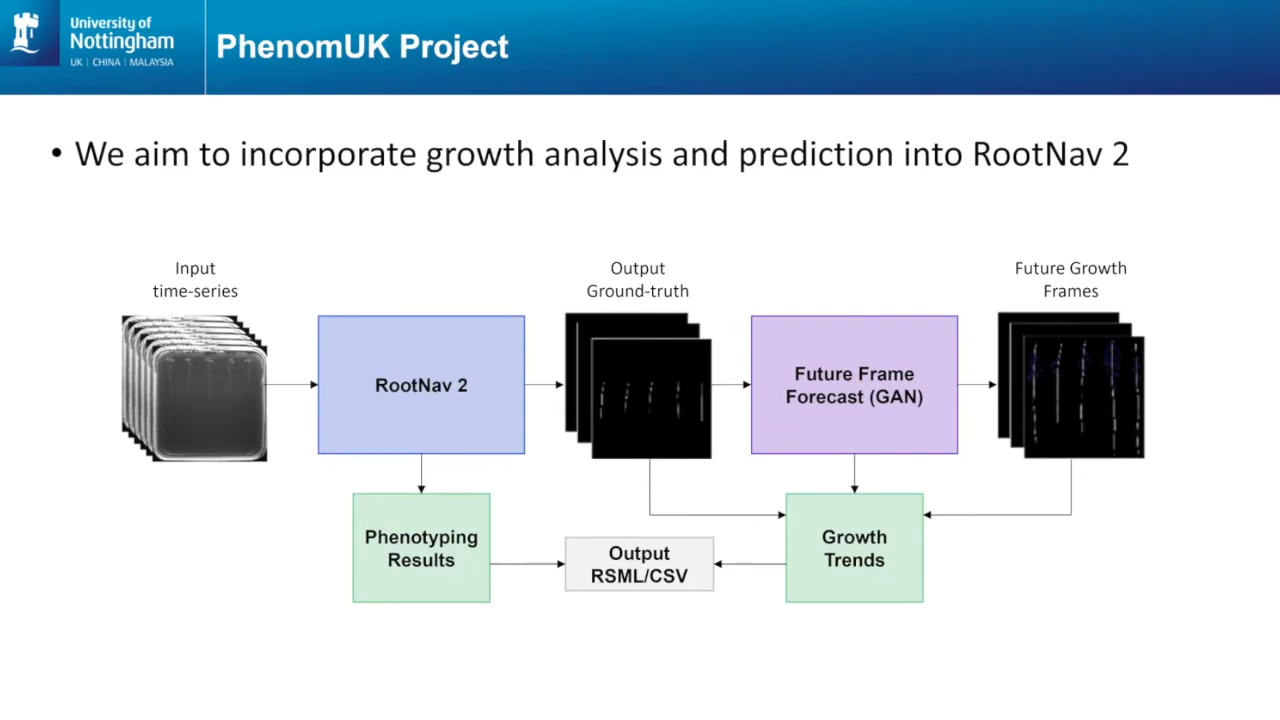 University of
Nottingham
UK | CHINA | MALAYSIA
PhenomUK Project
• We aim to incorporate growth analysis and prediction into RootNav 2
Input
time-series
Output
Ground-truth
Future Growth
Frames
RootNav 2
Future Frame
Forecast (GAN)
Phenotyping
Results
Output
RSML/CSV
Growth
Trends